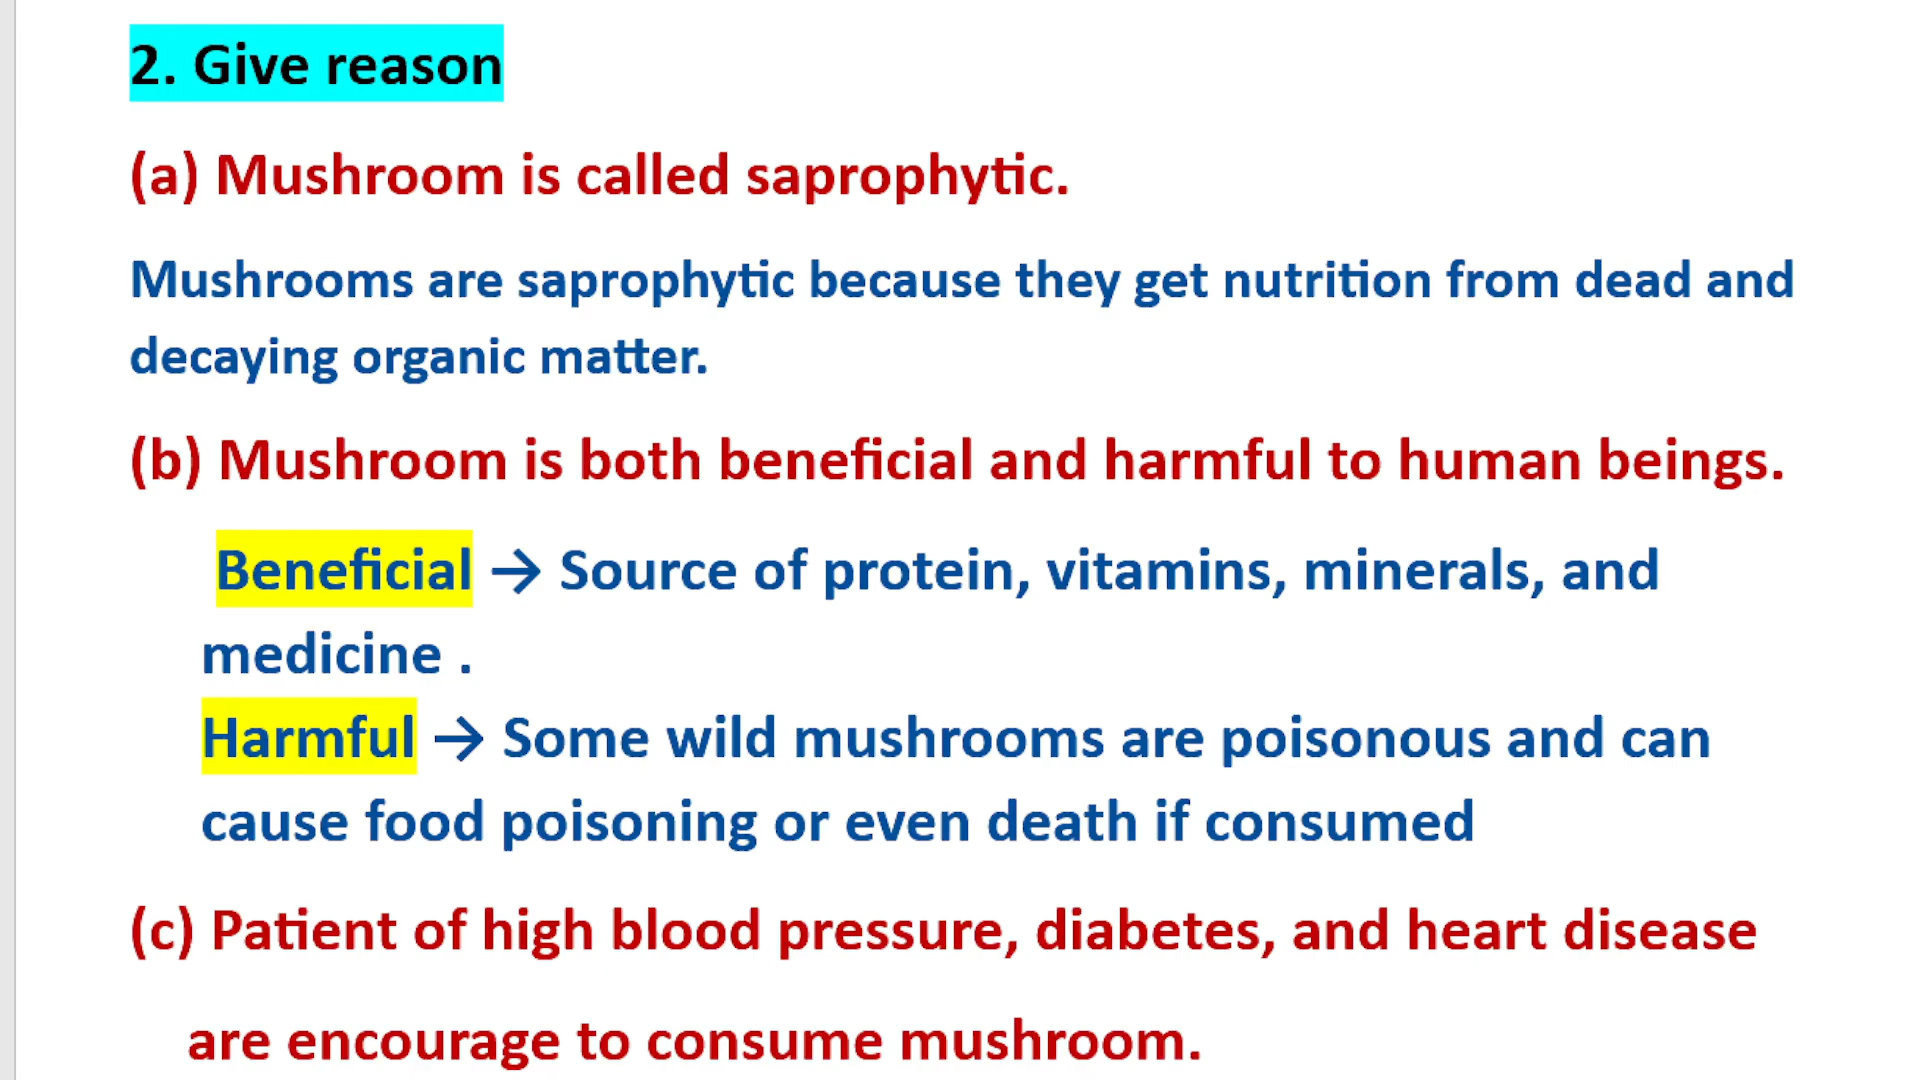 2. Give reason
(a) Mushroom is called saprophytic.
Mushrooms are saprophytic because they get nutrition from dead and
decaying organic matter.
(b) Mushroom is both beneficial and harmful to human beings.
Beneficial → Source of protein, vitamins, minerals, and
medicine .
Harmful → Some wild mushrooms are poisonous and can
cause food poisoning or even death if consumed
(c) Patient of high blood pressure, diabetes, and heart disease
are encourage to consume mushroom.